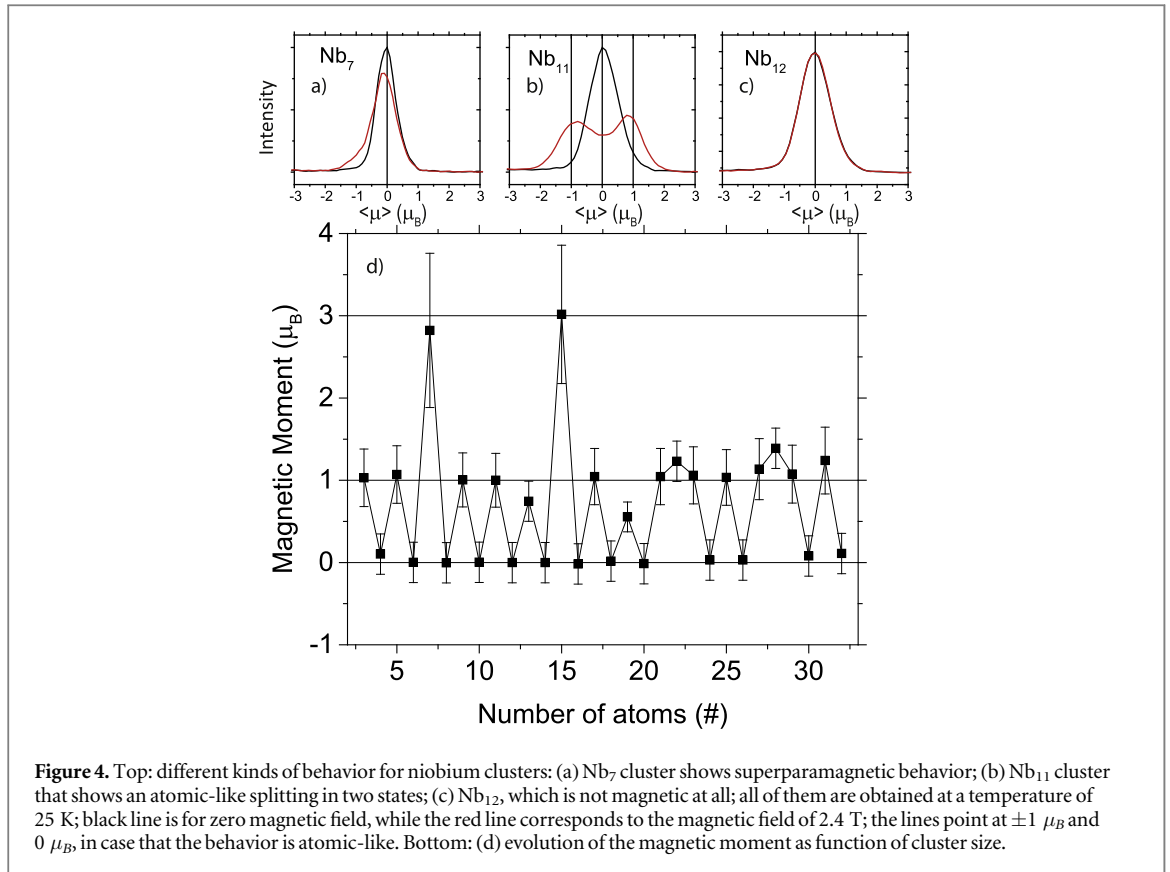 Nb7
a)
Intensity
-3 -2 -1 0 1 2 3
<μ> (μB)
Nb11
b)
-3 -2 -1 0 1 2 3
<μ> (μB)
Nb12
c)
-3 -2 -1 0 1 2 3
<μ> (μB)
d)
4
3
2
1
0
-1
Magnetic Moment (μB)
5 10 15 20 25 30
Number of atoms (#)
Figure 4. Top: different kinds of behavior for niobium clusters: (a) Nb7 cluster shows superparamagnetic behavior; (b) Nb11 cluster
that shows an atomic-like splitting in two states; (c) Nb12, which is not magnetic at all; all of them are obtained at a temperature of
25 K; black line is for zero magnetic field, while the red line corresponds to the magnetic field of 2.4 T; the lines point at ±1 μB and
0 μB, in case that the behavior is atomic-like. Bottom: (d) evolution of the magnetic moment as function of cluster size.